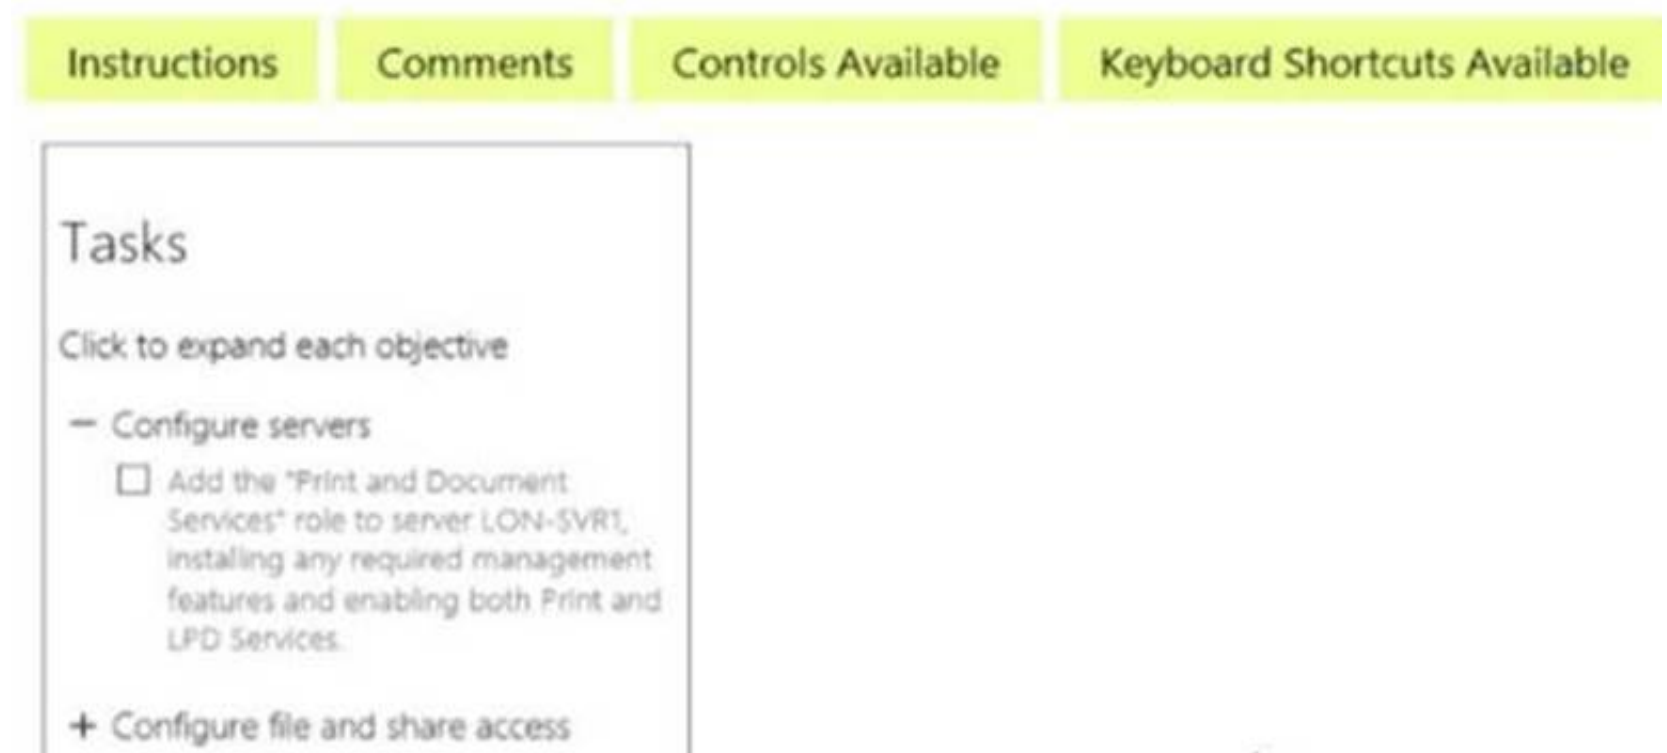 Instructions Comments Controls Available Keyboard Shortcuts Available
Tasks
Click to expand each objective
− Configure servers
Add the "Print and Document
Services" role to server LON-SVR1,
installing any required management
features and enabling both Print and
LPD Services.
+ Configure file and share access